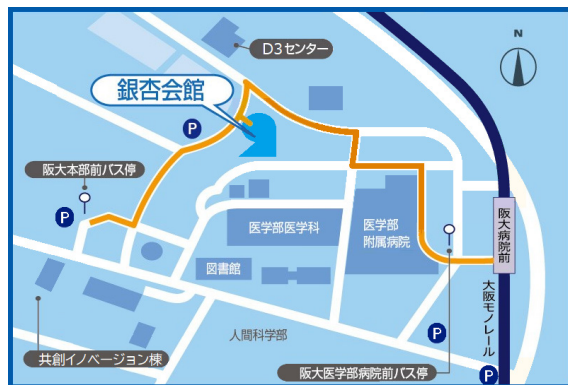 D3センター
N
銀杏会館
P
阪大本部前バス停
P
医学部医学科
医学部
附属病院
阪大病院前
図書館
大阪モノレール
人間科学部
P
共創イノベーション棟
阪大医学部病院前バス停
P